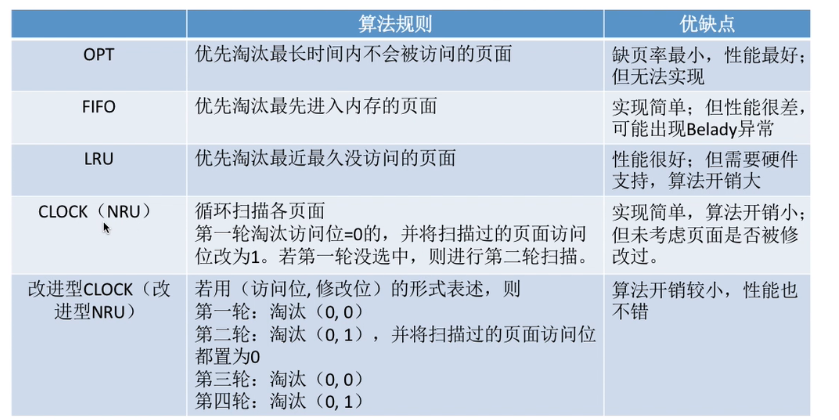 算法规则 优缺点
OPT 优先淘汰最长时间内不会被访问的页面 缺页率最小，性能最好；
但无法实现
FIFO 优先淘汰最先进入内存的页面 实现简单；但性能很差，
可能出现Belady异常
LRU 优先淘汰最近最久没访问的页面 性能很好；但需要硬件
支持，算法开销大
CLOCK（NRU） 循环扫描各页面 实现简单，算法开销小；
第一轮淘汰访问位=0的，并将扫描过的页面访问 但未考虑页面是否被修
位改为1。若第一轮没选中，则进行第二轮扫描。 改过。
改进型CLOCK（改 若用（访问位, 修改位）的形式表述，则 算法开销较小，性能也
进型NRU） 第一轮：淘汰（0, 0） 不错
第二轮：淘汰（0, 1），并将扫描过的页面访问位
都置为0
第三轮：淘汰（0, 0）
第四轮：淘汰（0, 1）